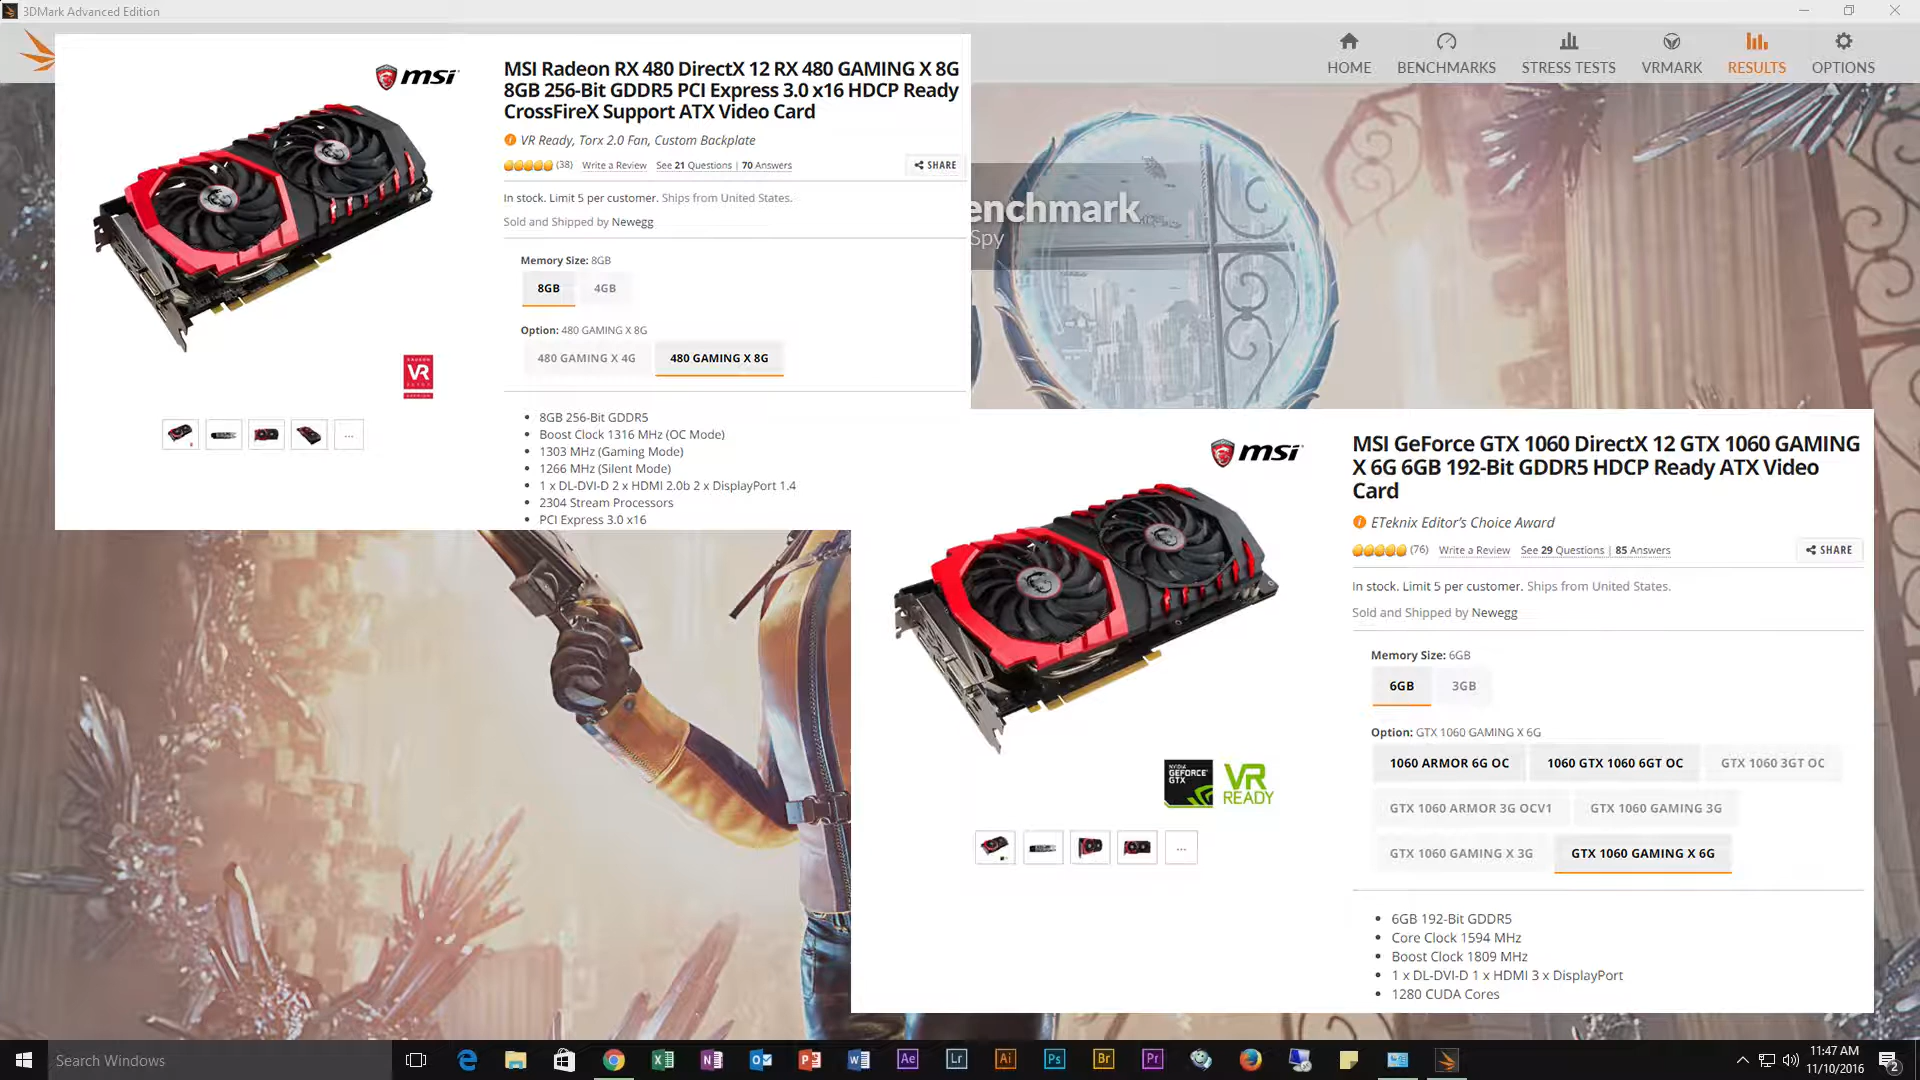 3DMark Advanced Edition
HOME
BENCHMARKS
STRESS TESTS
VRMARK
RESULTS
OPTIONS
enchmark
Spy
msi
MSI Radeon RX 480 DirectX 12 RX 480 GAMING X 8G
8GB 256-Bit GDDR5 PCI Express 3.0 x16 HDCP Ready
CrossFireX Support ATX Video Card
VR Ready, Torx 2.0 Fan, Custom Backplate
(38) Write a Review See 21 Questions | 70 Answers
SHARE
In stock. Limit 5 per customer. Ships from United States.
Sold and Shipped by Newegg
Memory Size: 8GB
8GB 4GB
Option: 480 GAMING X 8G
480 GAMING X 4G 480 GAMING X 8G
8GB 256-Bit GDDR5
Boost Clock 1316 MHz (OC Mode)
1303 MHz (Gaming Mode)
1266 MHz (Silent Mode)
1 x DL-DVI-D 2 x HDMI 2.0b 2 x DisplayPort 1.4
2304 Stream Processors
PCI Express 3.0 x16
RADEON
VR
...
msi
MSI GeForce GTX 1060 DirectX 12 GTX 1060 GAMING
X 6G 6GB 192-Bit GDDR5 HDCP Ready ATX Video
Card
ETeknix Editor's Choice Award
(76) Write a Review See 29 Questions | 85 Answers
SHARE
In stock. Limit 5 per customer. Ships from United States.
Sold and Shipped by Newegg
Memory Size: 6GB
6GB 3GB
Option: GTX 1060 GAMING X 6G
1060 ARMOR 6G OC 1060 GTX 1060 6GT OC GTX 1060 3GT OC
GTX 1060 ARMOR 3G OCV1 GTX 1060 GAMING 3G
GTX 1060 GAMING X 3G GTX 1060 GAMING X 6G
6GB 192-Bit GDDR5
Core Clock 1594 MHz
Boost Clock 1809 MHz
1 x DL-DVI-D 1 x HDMI 3 x DisplayPort
1280 CUDA Cores
NVIDIA
GEFORCE
GTX
VR
READY
...
Search Windows
Ae
Lr
Ai
Ps
Br
Pr
11:47 AM
11/10/2016
2